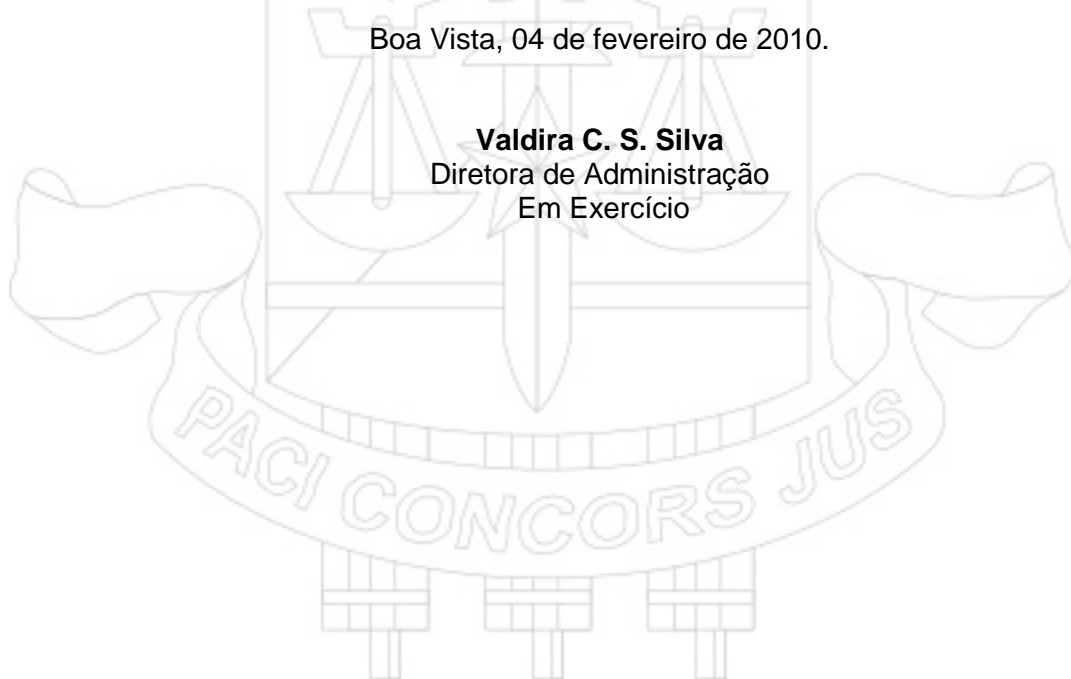 Boa Vista, 04 de fevereiro de 2010.
Valdira C. S. Silva
Diretora de Administração
Em Exercício
PACI CONCORS JUS